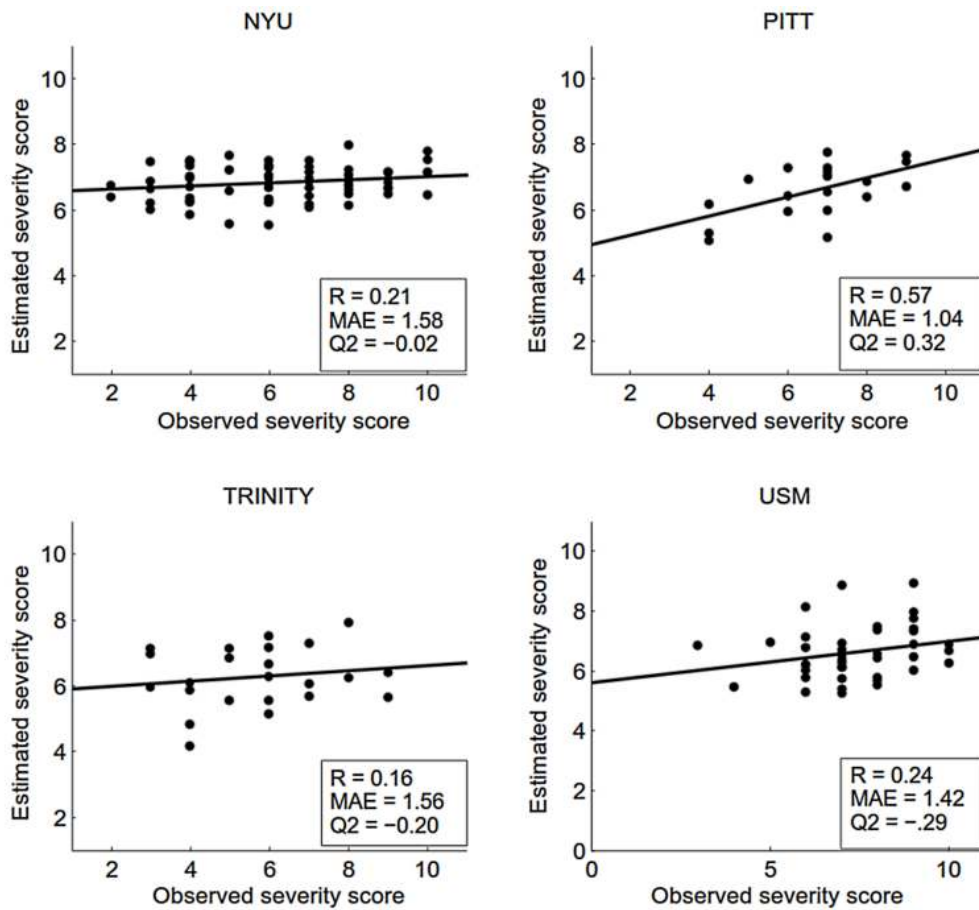 NYU
10
8
6
4
2
Estimated severity score
R = 0.21
MAE = 1.58
Q2 = −0.02
2 4 6 8 10
Observed severity score
PITT
10
8
6
4
2
Estimated severity score
R = 0.57
MAE = 1.04
Q2 = 0.32
2 4 6 8 10
Observed severity score
TRINITY
10
8
6
4
2
Estimated severity score
R = 0.16
MAE = 1.56
Q2 = −0.20
2 4 6 8 10
Observed severity score
USM
10
8
6
4
2
0
Estimated severity score
R = 0.24
MAE = 1.42
Q2 = −.29
0 5 10
Observed severity score